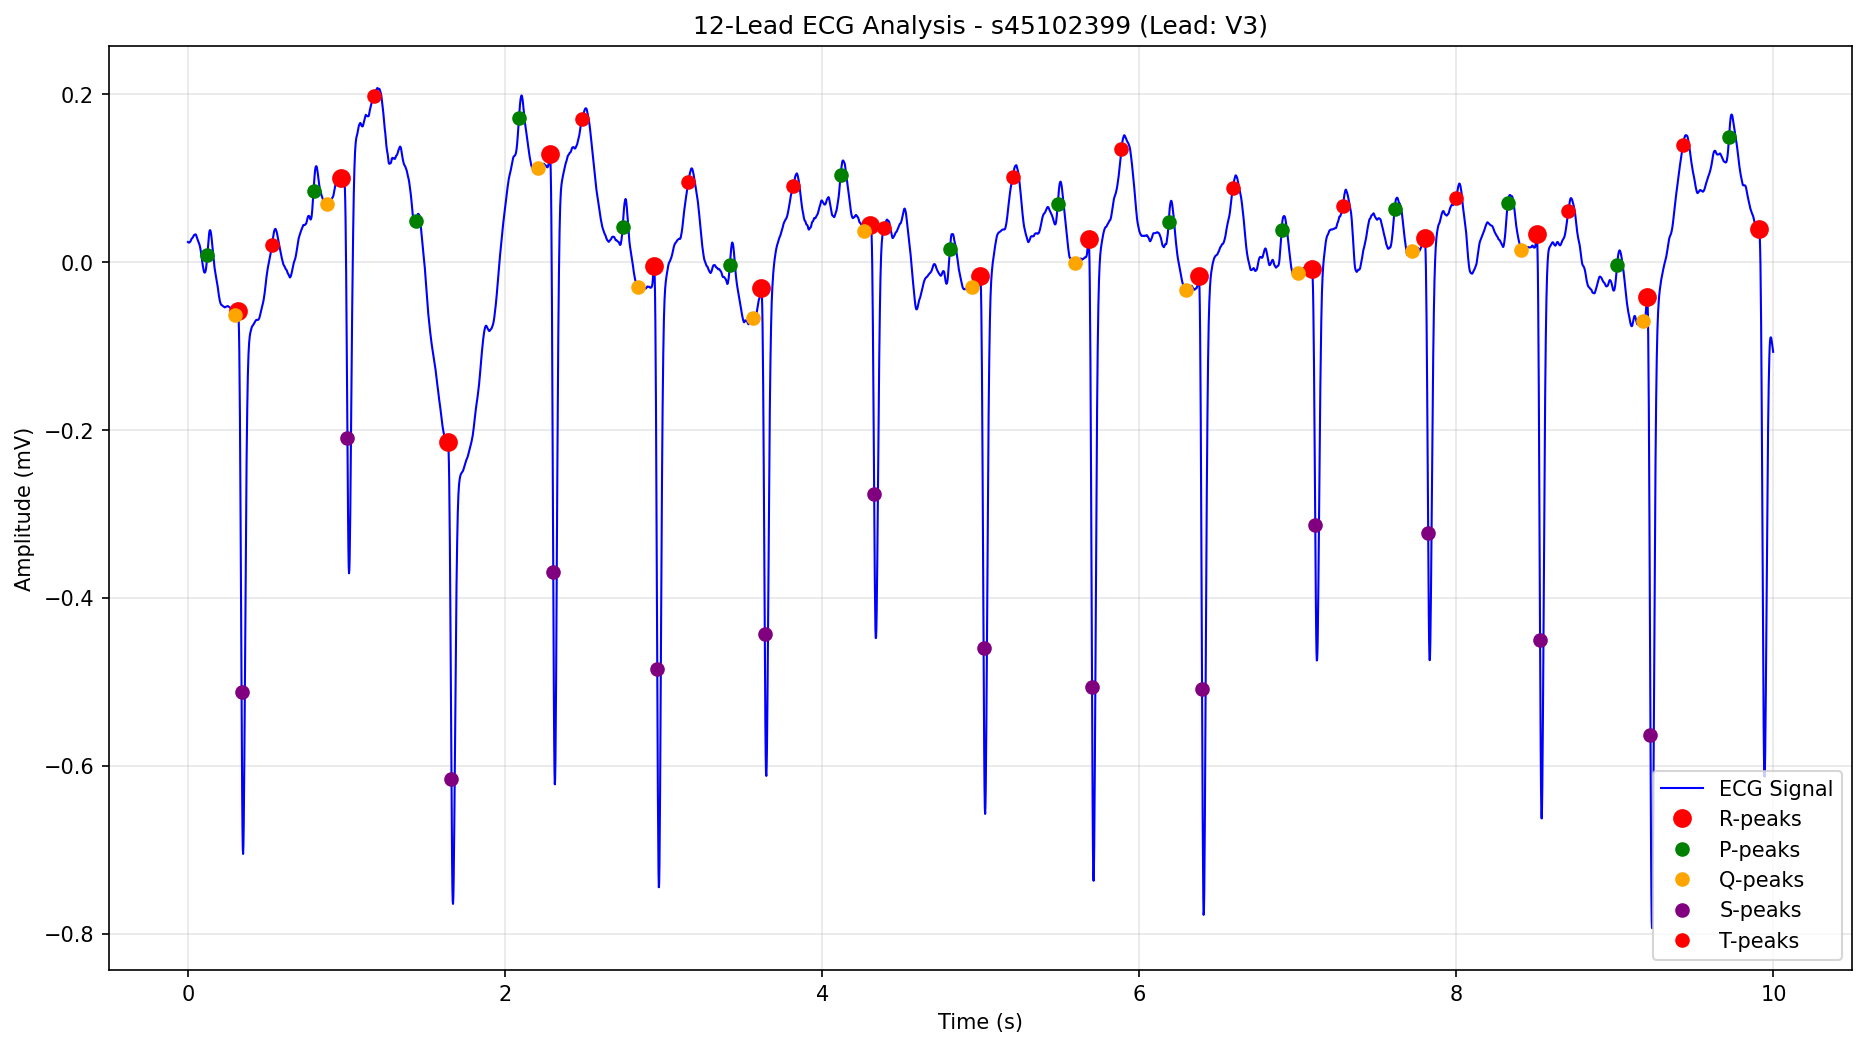 12-Lead ECG Analysis - s45102399 (Lead: V3)
Amplitude (mV)
0.2
0.0
−0.2
−0.4
−0.6
−0.8
ECG Signal
R-peaks
P-peaks
Q-peaks
S-peaks
T-peaks
0 2 4 6 8 10
Time (s)